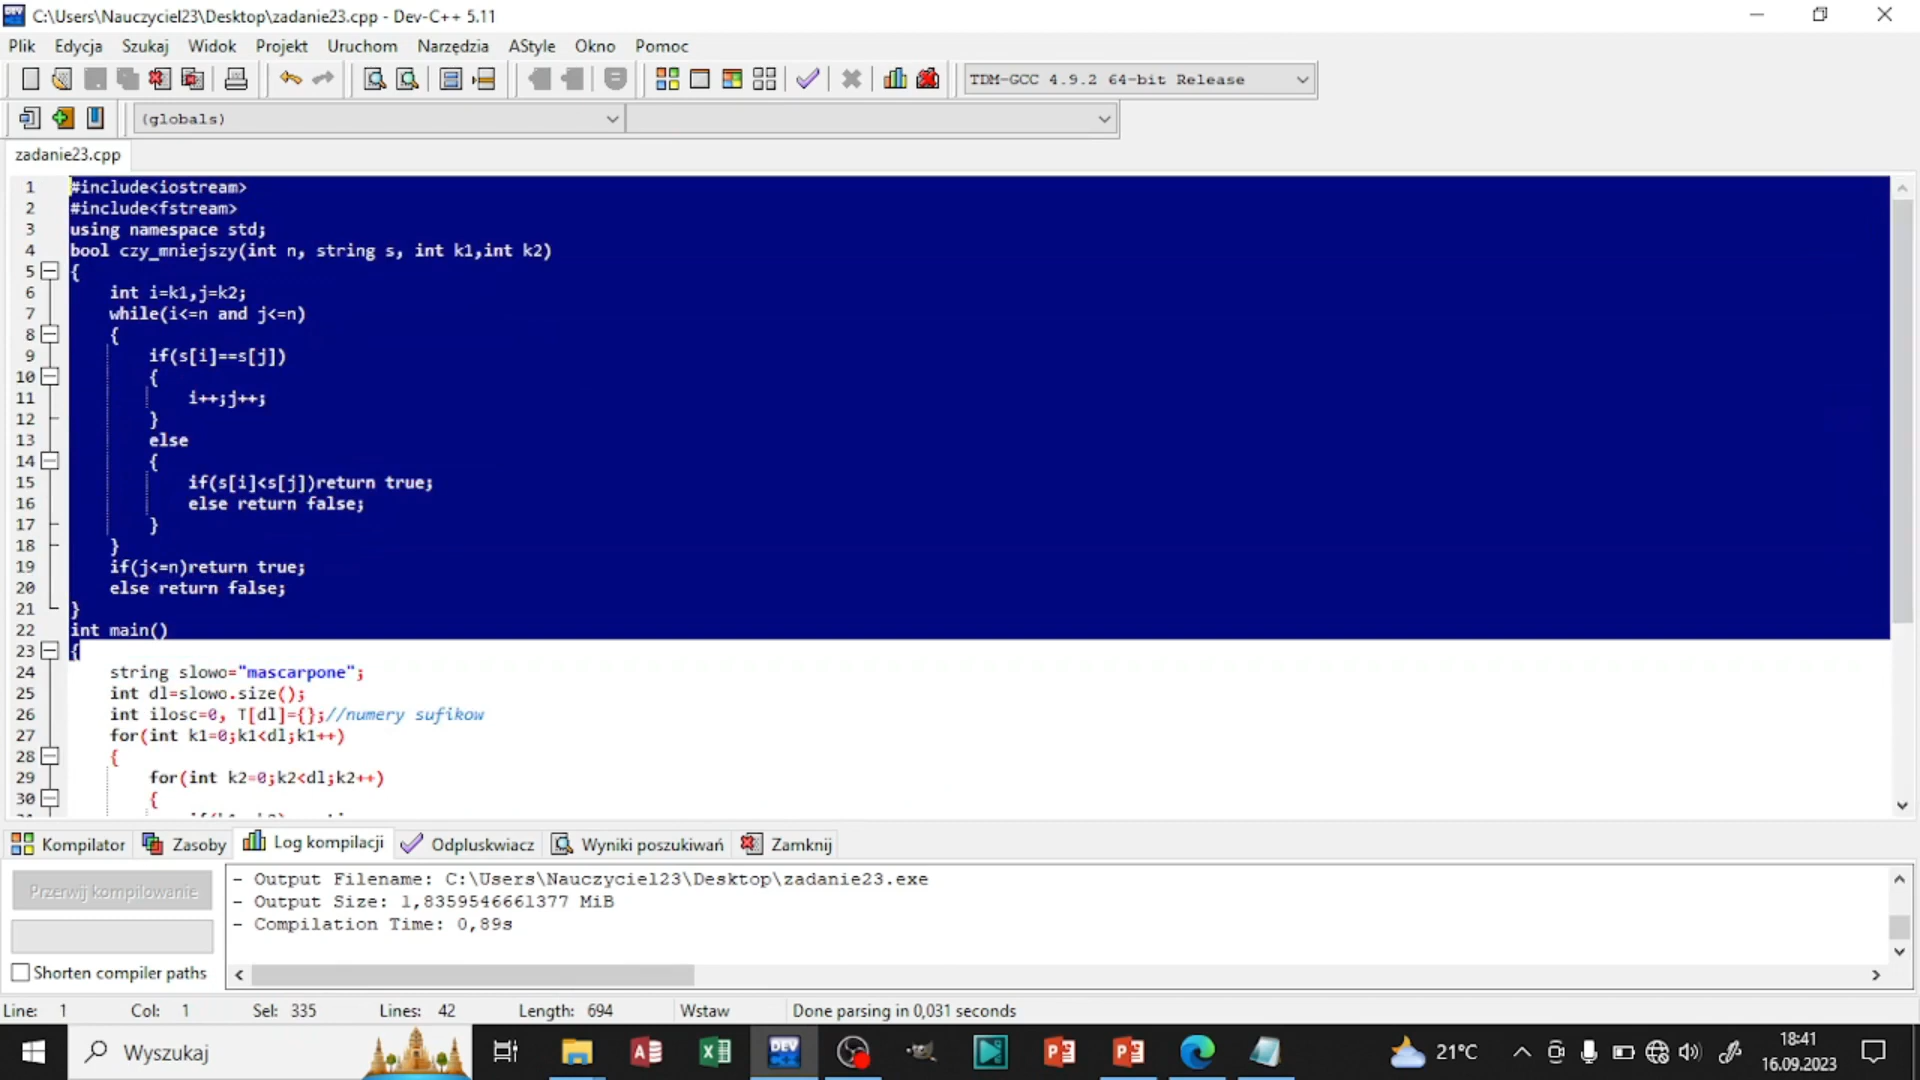 C:\Users\Nauczyciel23\Desktop\zadanie23.cpp - Dev-C++ 5.11
Plik Edycja Szukaj Widok Projekt Uruchom Narzędzia AStyle Okno Pomoc
TDM-GCC 4.9.2 64-bit Release
(globals)
zadanie23.cpp
1 #include<iostream>
2 #include<fstream>
3 using namespace std;
4 bool czy_mniejszy(int n, string s, int k1,int k2)
5 {
6 int i=k1,j=k2;
7 while(i<=n and j<=n)
8 {
9 if(s[i]==s[j])
10 {
11 i++;j++;
12 }
13 else
14 {
15 if(s[i]<s[j])return true;
16 else return false;
17 }
18 }
19 if(j<=n)return true;
20 else return false;
21 }
22 int main()
23 {
24 string slowo="mascarpone";
25 int dl=slowo.size();
26 int ilosc=0, T[dl]={};//numery sufikow
27 for(int k1=0;k1<dl;k1++)
28 {
29 for(int k2=0;k2<dl;k2++)
30 {
Kompilator Zasoby Log kompilacji Odpluskwiacz Wyniki poszukiwań Zamknij
Przerwij kompilowanie
- Output Filename: C:\Users\Nauczyciel23\Desktop\zadanie23.exe
- Output Size: 1,8359546661377 MiB
- Compilation Time: 0,89s
Shorten compiler paths
Line: 1 Col: 1 Sel: 335 Lines: 42 Length: 694 Wstaw Done parsing in 0,031 seconds
Wyszukaj
DEV
21°C
18:41
16.09.2023